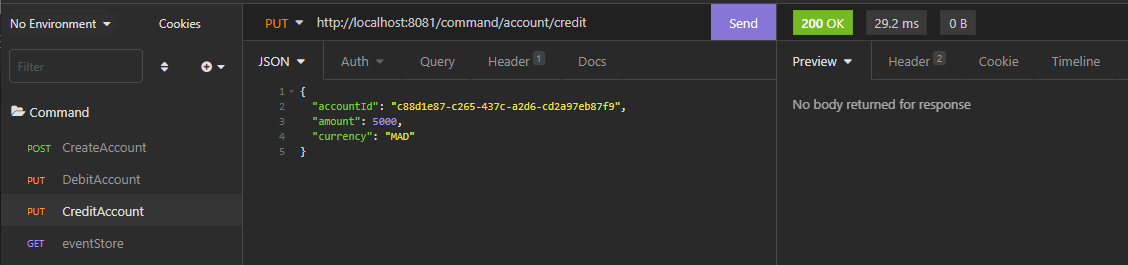 No Environment
Cookies
Filter
Command
POST CreateAccount
PUT DebitAccount
PUT CreditAccount
GET eventStore
PUT http://localhost:8081/command/account/credit Send
JSON Auth Query Header 1 Docs
1 {
2 "accountId": "c88d1e87-c265-437c-a2d6-cd2a97eb87f9",
3 "amount": 5000,
4 "currency": "MAD"
5 }
200 OK 29.2 ms 0 B
Preview Header 2 Cookie Timeline
No body returned for response